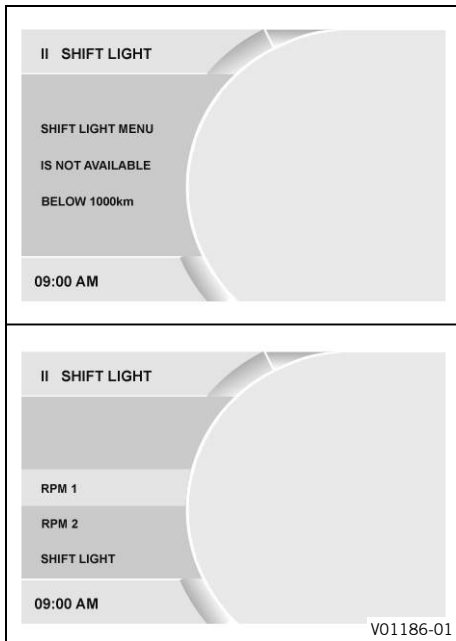 II SHIFT LIGHT
SHIFT LIGHT MENU
IS NOT AVAILABLE
BELOW 1000km
09:00 AM
II SHIFT LIGHT
RPM 1
RPM 2
SHIFT LIGHT
09:00 AM
V01186-01